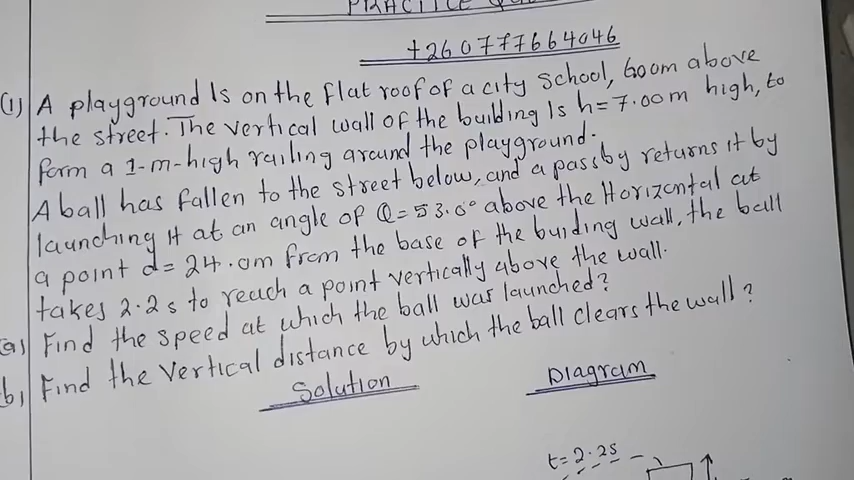 PRACTICE
+260777664046
(1) A playground Is on the flat roof of a city School, 600m above
the street. The vertical wall of the building Is h=7.00m high, to
form a 1-m-high railing around the playground.
A ball has fallen to the street below, and a passby returns it by
launching it at an angle of Q=53.0° above the Horizontal at
a point d= 24.0m from the base of the buiding wall, the ball
takes 2.2s to reach a point vertically above the wall.
(a) Find the speed at which the ball was launched?
b) Find the vertical distance by which the ball clears the wall?
Solution
Diagram
t=2.2s